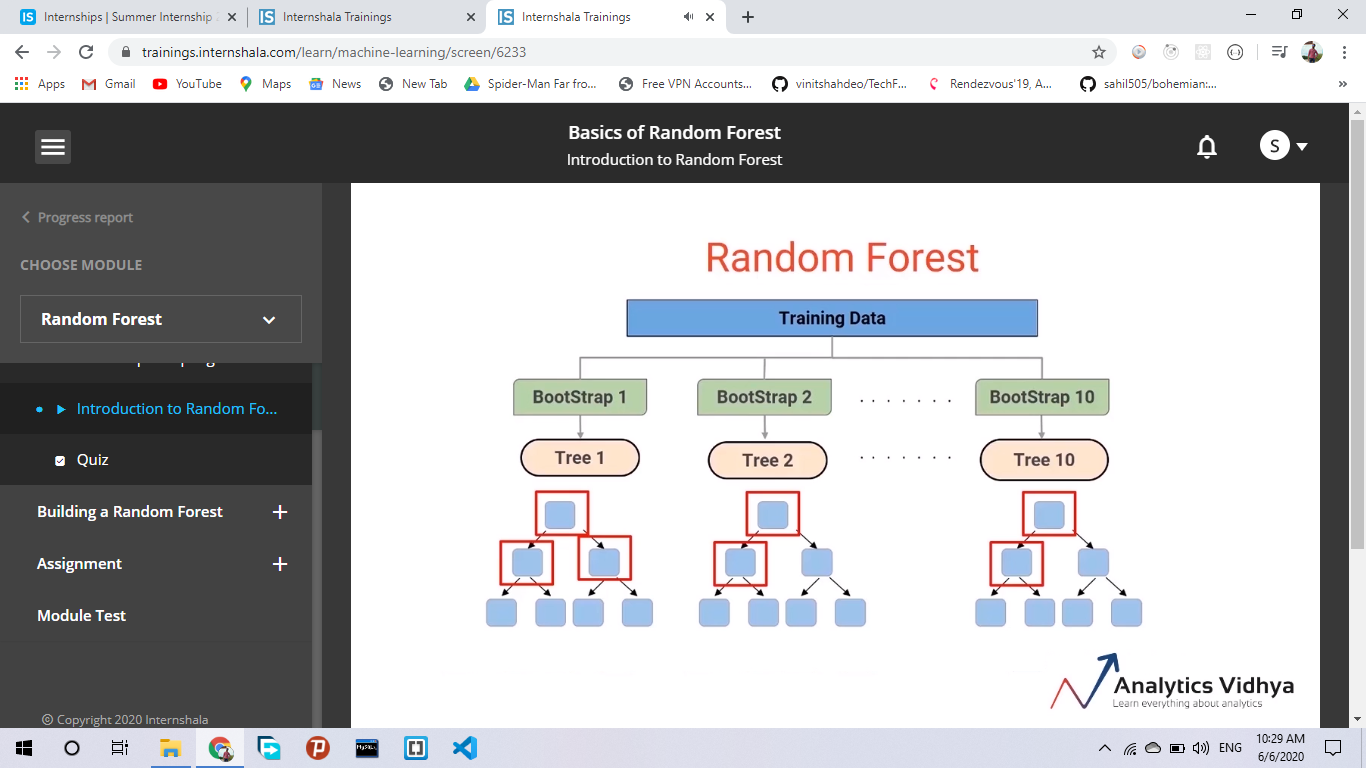 Internships | Summer Internship
Internshala Trainings
Internshala Trainings
trainings.internshala.com/learn/machine-learning/screen/6233
Apps
Gmail
YouTube
Maps
News
New Tab
Spider-Man Far fro...
Free VPN Accounts...
vinitshahdeo/TechF...
Rendezvous'19, A...
sahil505/bohemian:...
Basics of Random Forest
Introduction to Random Forest
S
Progress report
CHOOSE MODULE
Random Forest
Introduction to Random Fo...
Quiz
Building a Random Forest
Assignment
Module Test
© Copyright 2020 Internshala
Random Forest
Training Data
BootStrap 1 BootStrap 2 . . . . . . . BootStrap 10
Tree 1 Tree 2 . . . . . . . Tree 10
Analytics Vidhya
Learn everything about analytics
MySQL
ENG
10:29 AM
6/6/2020